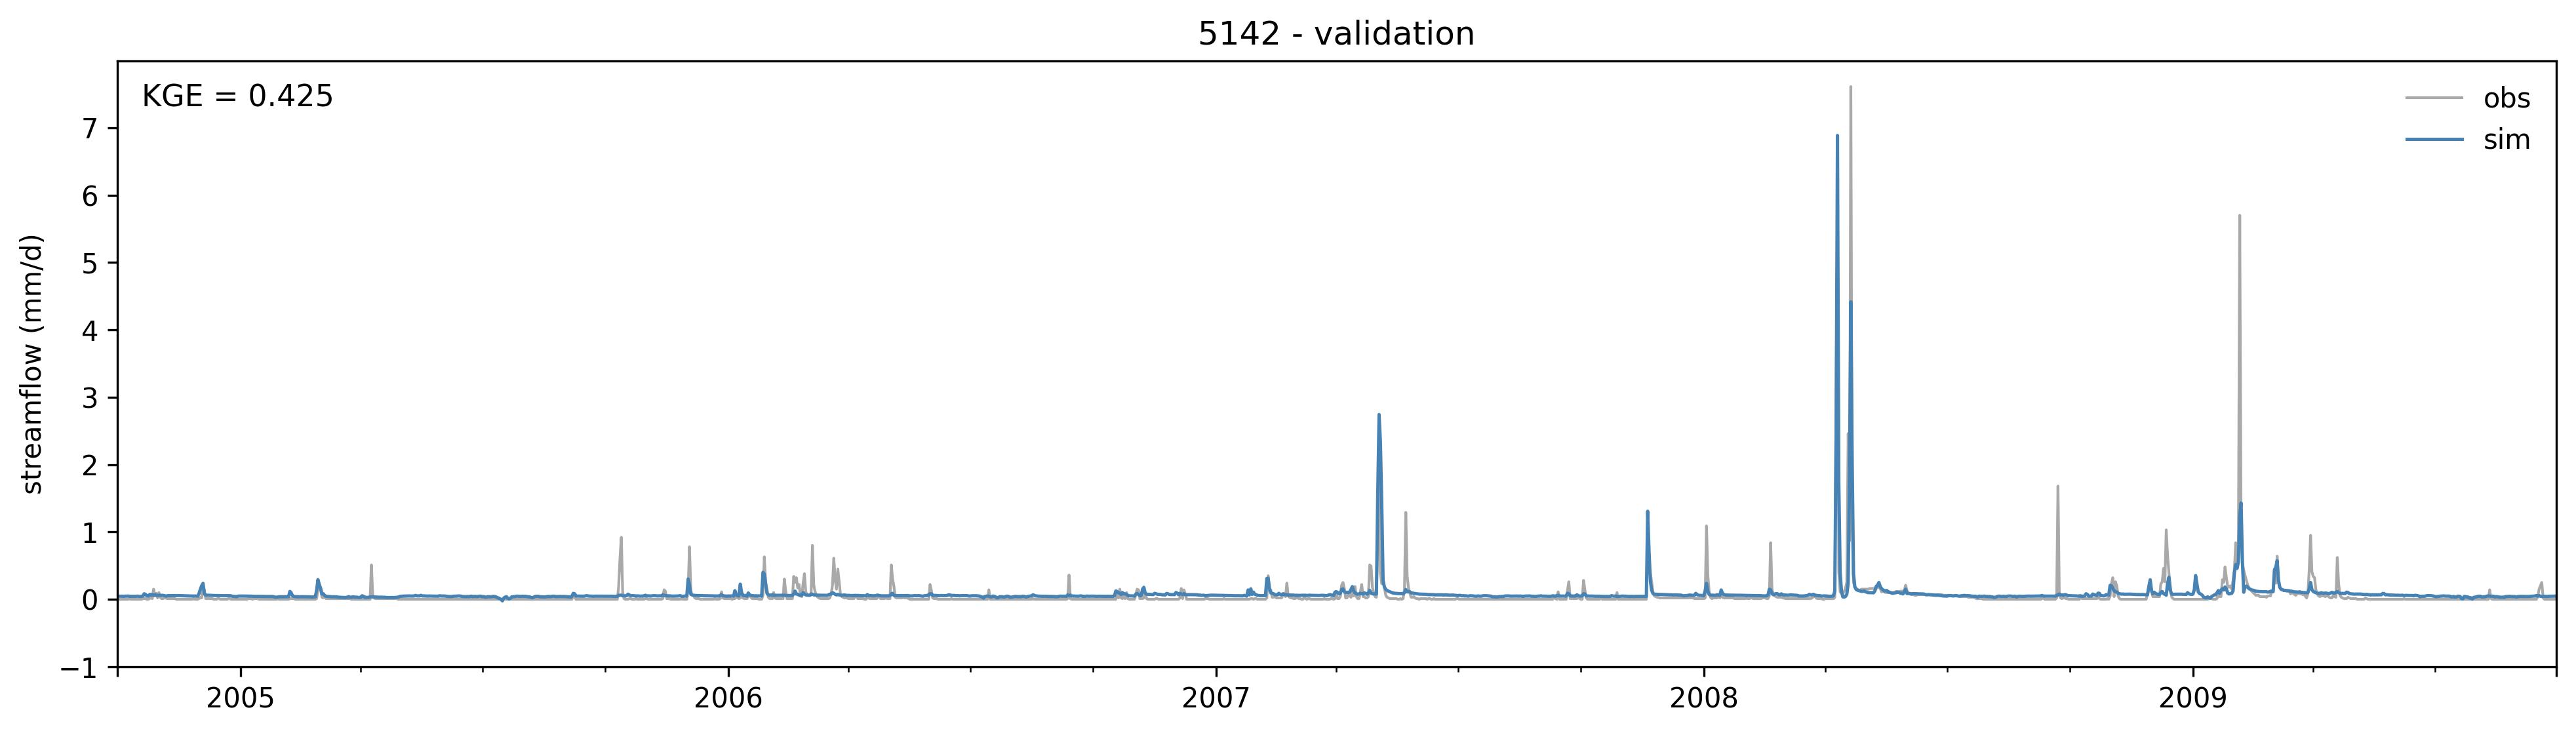 5142 - validation
KGE = 0.425
obs
sim
streamflow (mm/d)
7
6
5
4
3
2
1
0
−1
2005 2006 2007 2008 2009